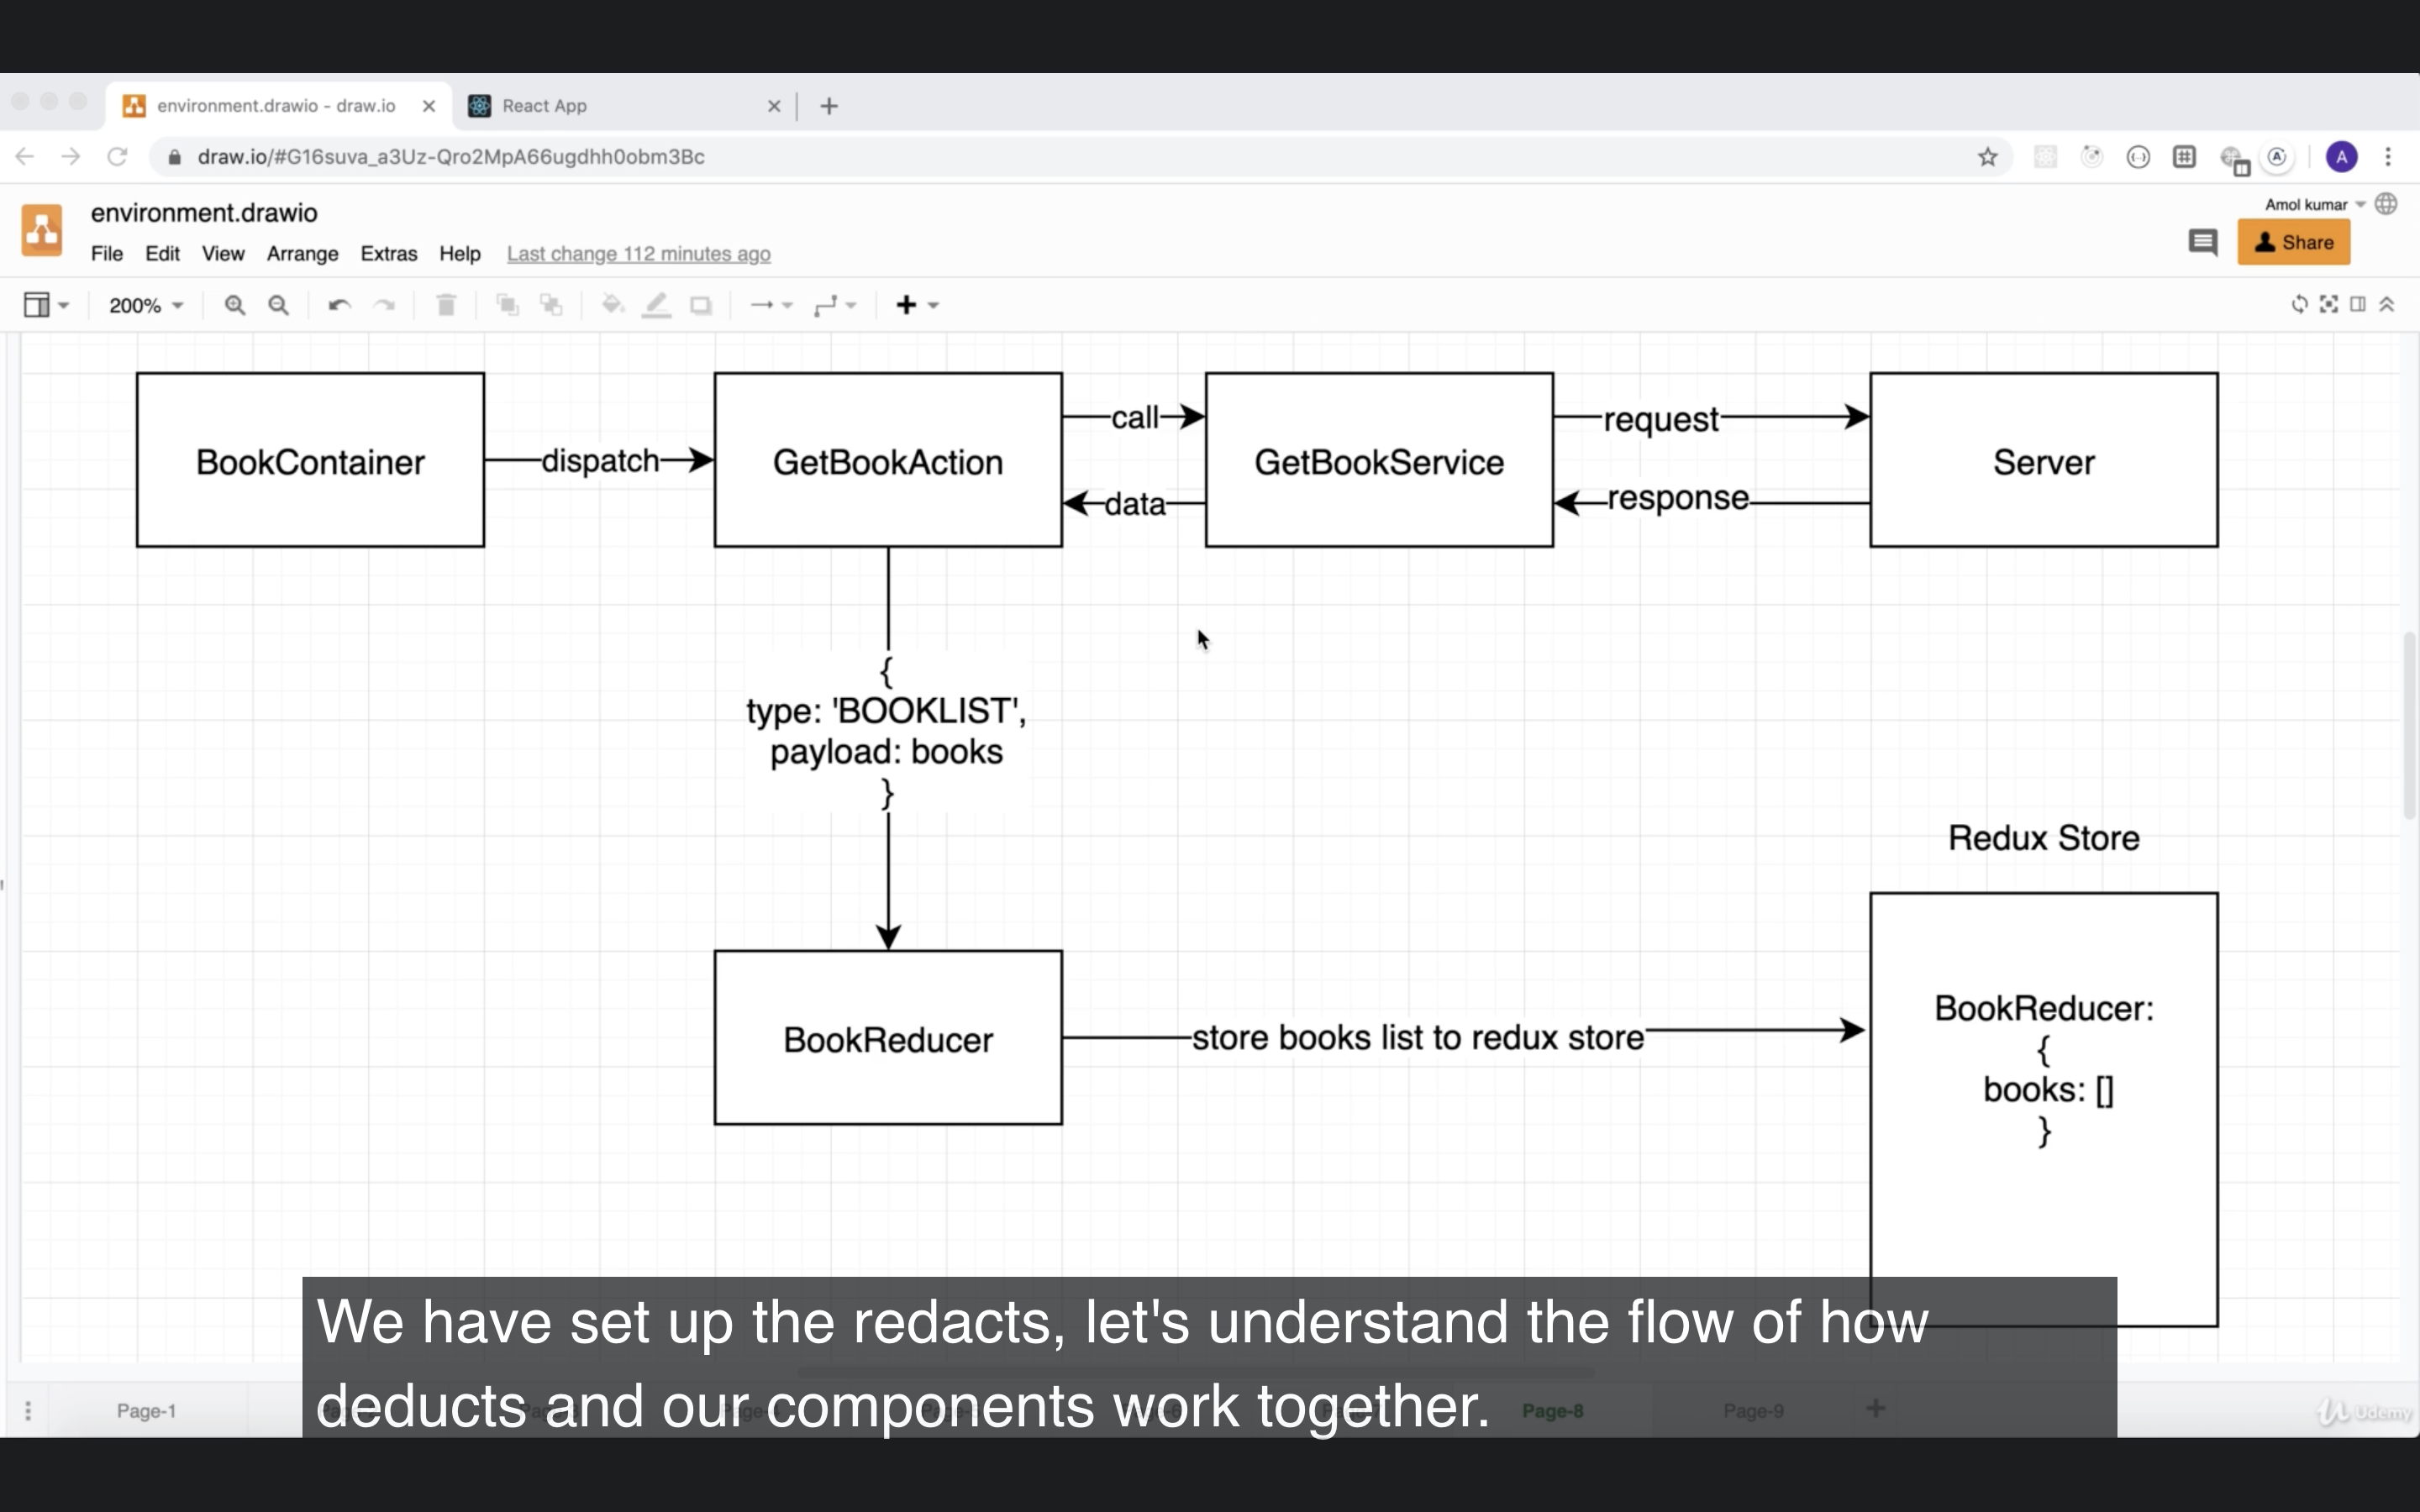 environment.drawio - draw.io
React App
draw.io/#G16suva_a3Uz-Qro2MpA66ugdhh0obm3Bc
A
environment.drawio
Amol kumar
File Edit View Arrange Extras Help Last change 112 minutes ago
Share
200%
BookContainer
dispatch
GetBookAction
call
data
GetBookService
request
response
Server
{
type: 'BOOKLIST',
payload: books
}
Redux Store
BookReducer
store books list to redux store
BookReducer:
{
books: []
}
We have set up the redacts, let's understand the flow of how
deducts and our components work together.
Page-1
Page-8
Page-9
Udemy